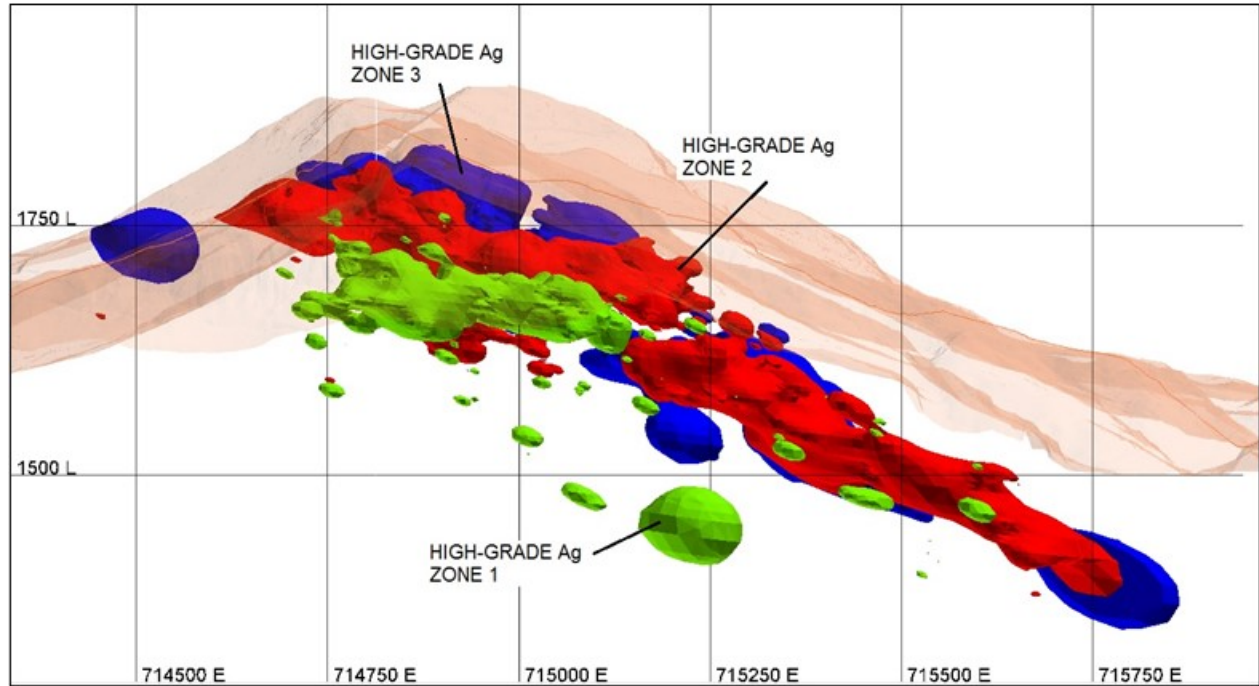 HIGH-GRADE Ag
ZONE 3
HIGH-GRADE Ag
ZONE 2
1750 L
1500 L
HIGH-GRADE Ag
ZONE 1
714500 E
714750 E
715000 E
715250 E
715500 E
715750 E